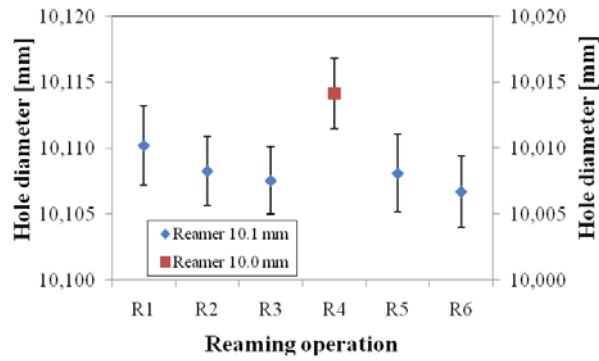 Hole diameter [mm]
10,120
10,115
10,110
10,105
10,100
10,020
10,015
10,010
10,005
10,000
Hole diameter [mm]
Reamer 10.1 mm
Reamer 10.0 mm
R1 R2 R3 R4 R5 R6
Reaming operation